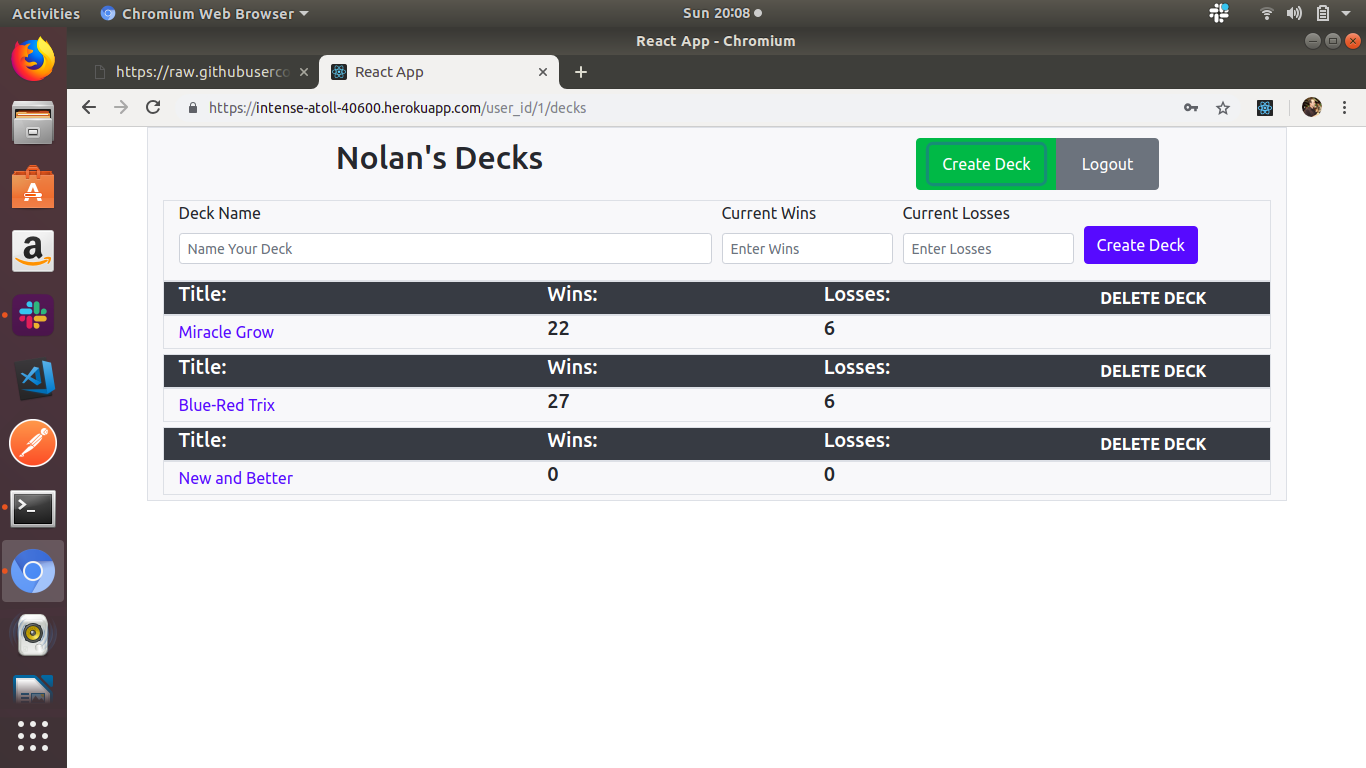 Activities Chromium Web Browser Sun 20:08
React App - Chromium
https://raw.githubuserco React App
https://intense-atoll-40600.herokuapp.com/user_id/1/decks
Nolan's Decks Create Deck Logout
Deck Name Current Wins Current Losses
Name Your Deck Enter Wins Enter Losses Create Deck
Title: Wins: Losses: DELETE DECK
Miracle Grow 22 6
Title: Wins: Losses: DELETE DECK
Blue-Red Trix 27 6
Title: Wins: Losses: DELETE DECK
New and Better 0 0